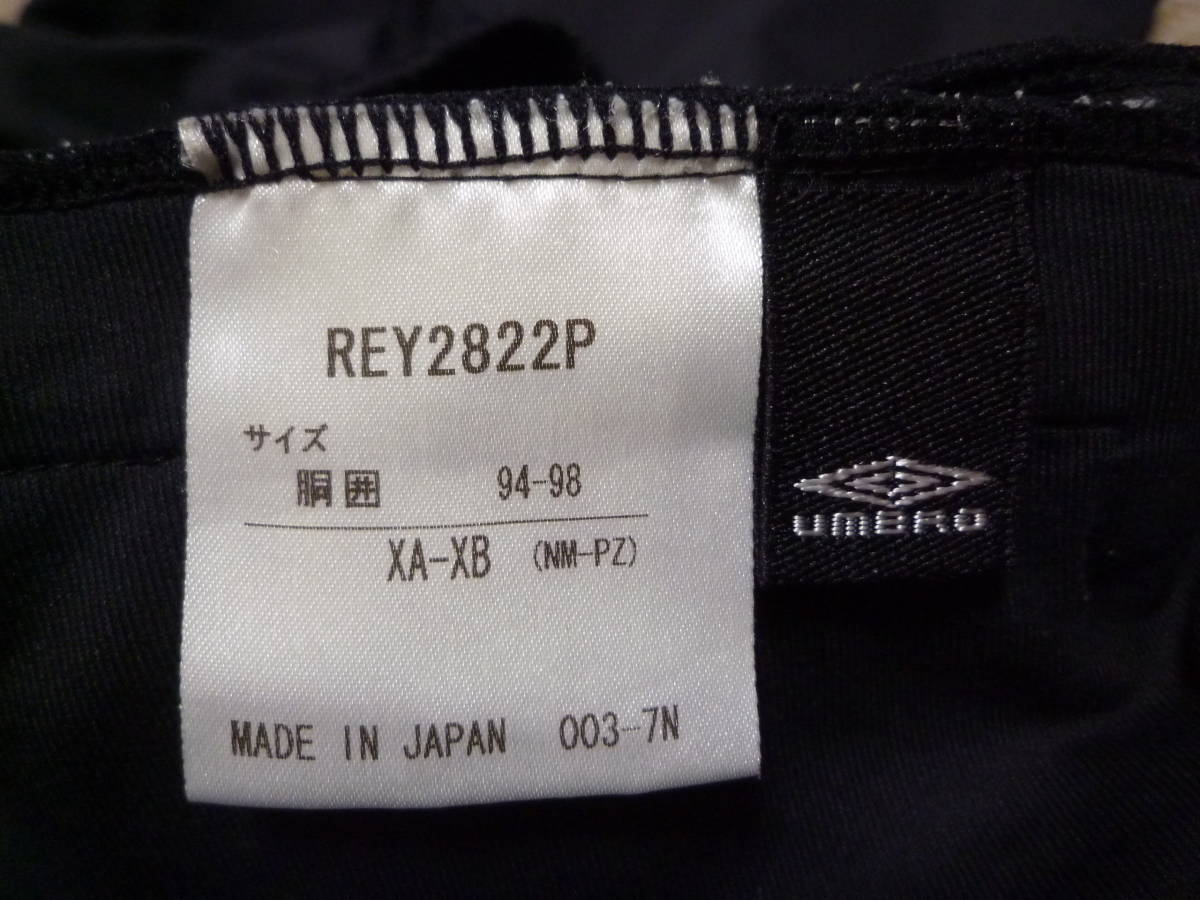 REY2822P
サイズ
胴囲 94-98
XA-XB (NM-PZ)
MADE IN JAPAN 003-7N
UMBRO